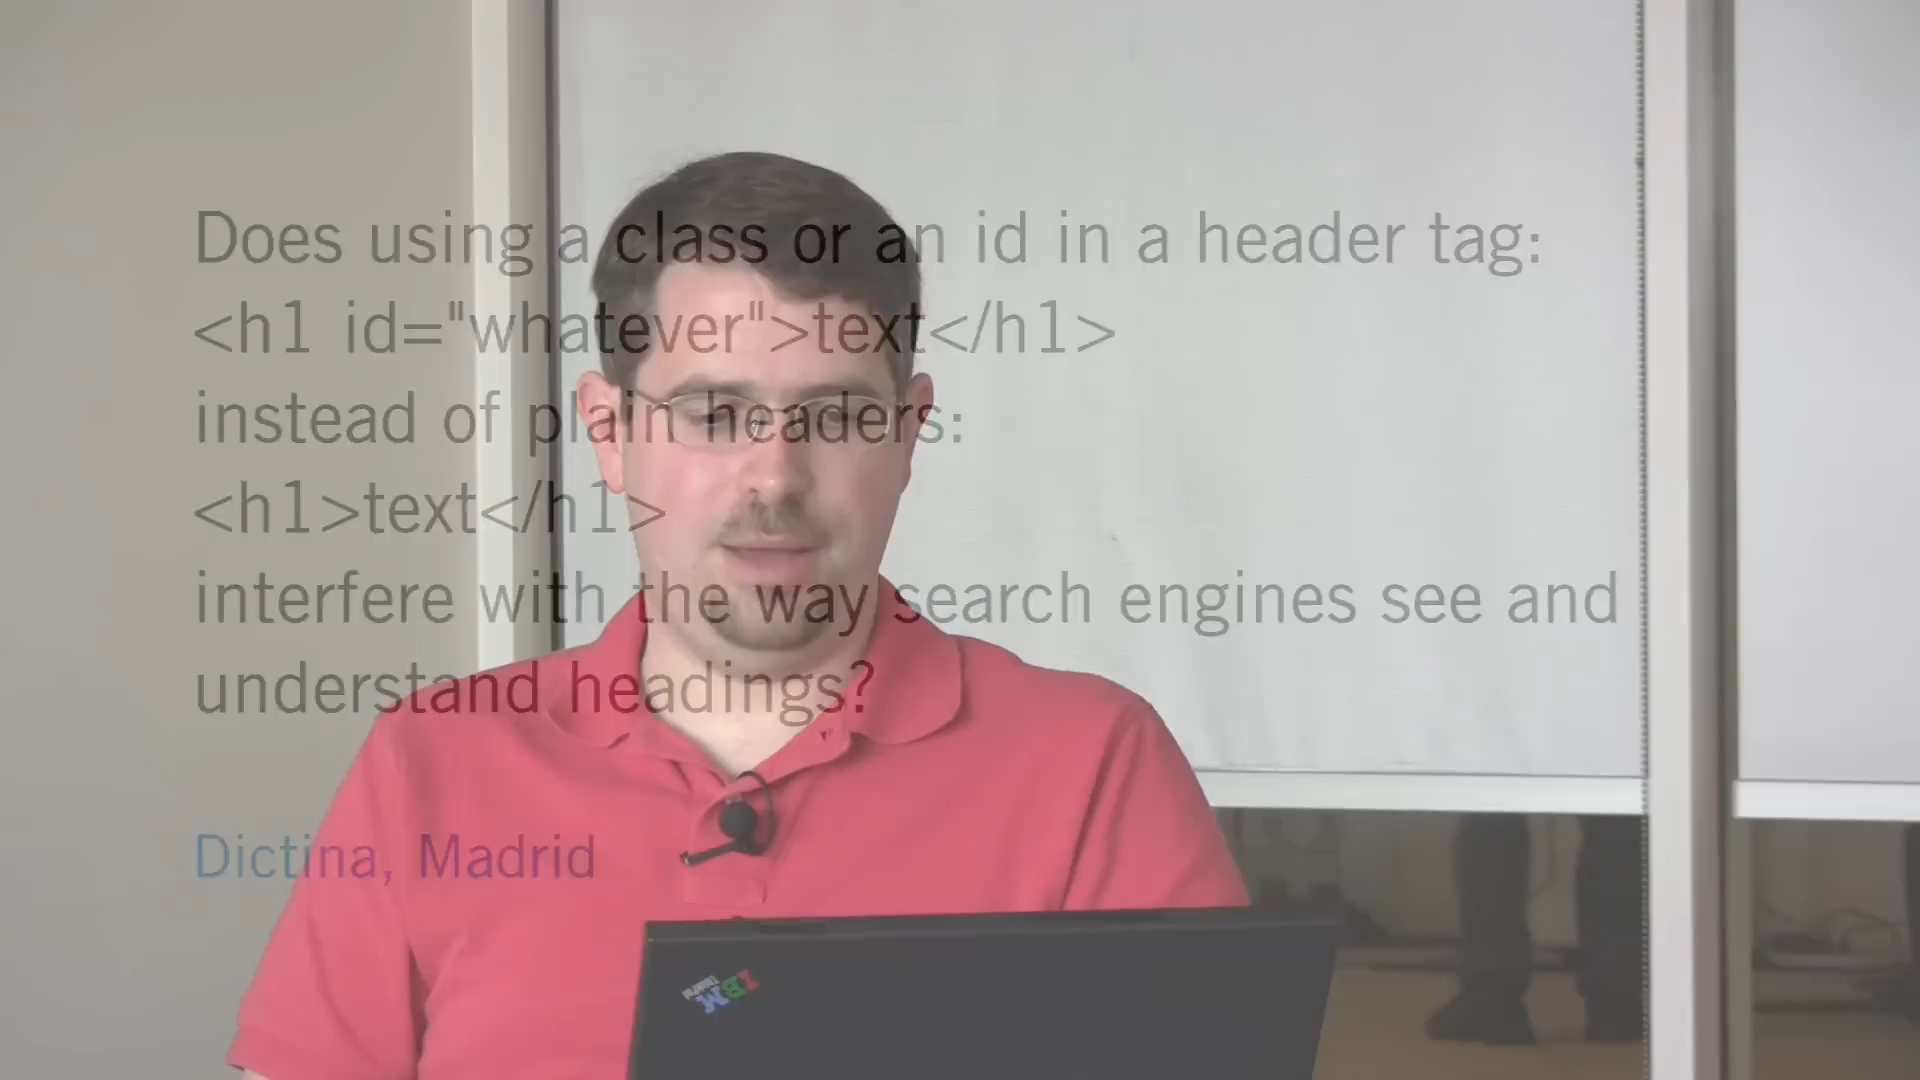 Does using a class or an id in a header tag:
<h1 id="whatever">text</h1>
instead of plain headers:
<h1>text</h1>
interfere with the way search engines see and
understand headings?
Dictina, Madrid
IBM
ThinkPad